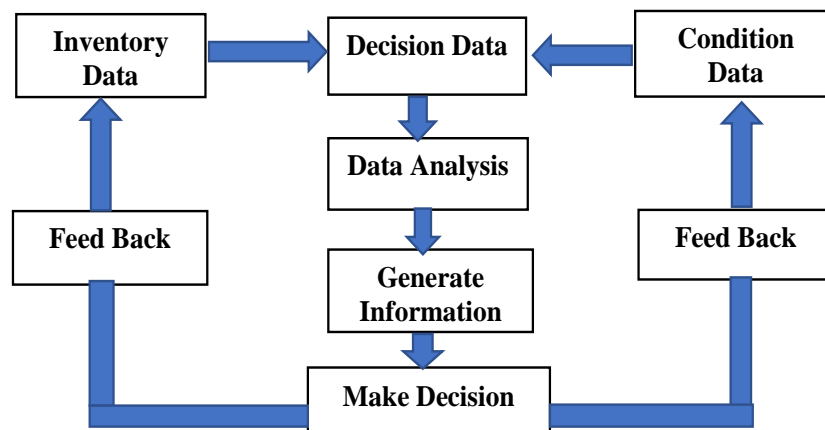 Inventory
Data
Decision Data
Condition
Data
Data Analysis
Feed Back
Feed Back
Generate
Information
Make Decision